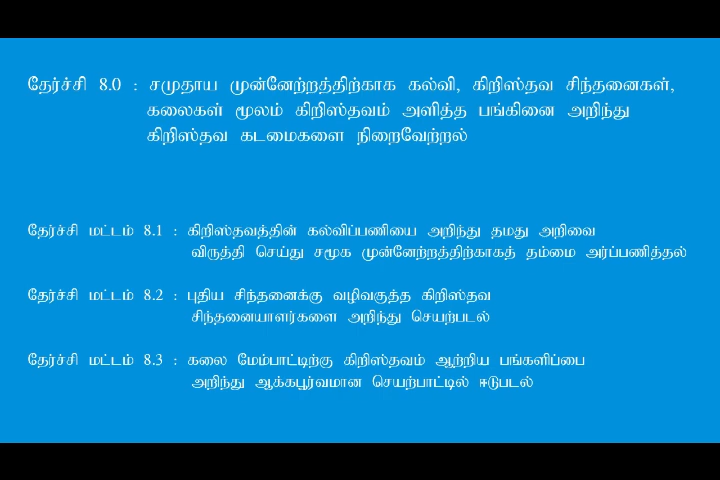 தேர்ச்சி 8.0 : சமுதாய முன்னேற்றத்திற்காக கல்வி, கிறிஸ்தவ சிந்தனைகள்,
கலைகள் மூலம் கிறிஸ்தவம் அளித்த பங்கினை அறிந்து
கிறிஸ்தவ கடமைகளை நிறைவேற்றல்
தேர்ச்சி மட்டம் 8.1 : கிறிஸ்தவத்தின் கல்விப்பணியை அறிந்து தமது அறிவை
விருத்தி செய்து சமூக முன்னேற்றத்திற்காகத் தம்மை அர்ப்பணித்தல்
தேர்ச்சி மட்டம் 8.2 : புதிய சிந்தனைக்கு வழிவகுத்த கிறிஸ்தவ
சிந்தனையாளர்களை அறிந்து செயற்படல்
தேர்ச்சி மட்டம் 8.3 : கலை மேம்பாட்டிற்கு கிறிஸ்தவம் ஆற்றிய பங்களிப்பை
அறிந்து ஆக்கபூர்வமான செயற்பாட்டில் ஈடுபடல்